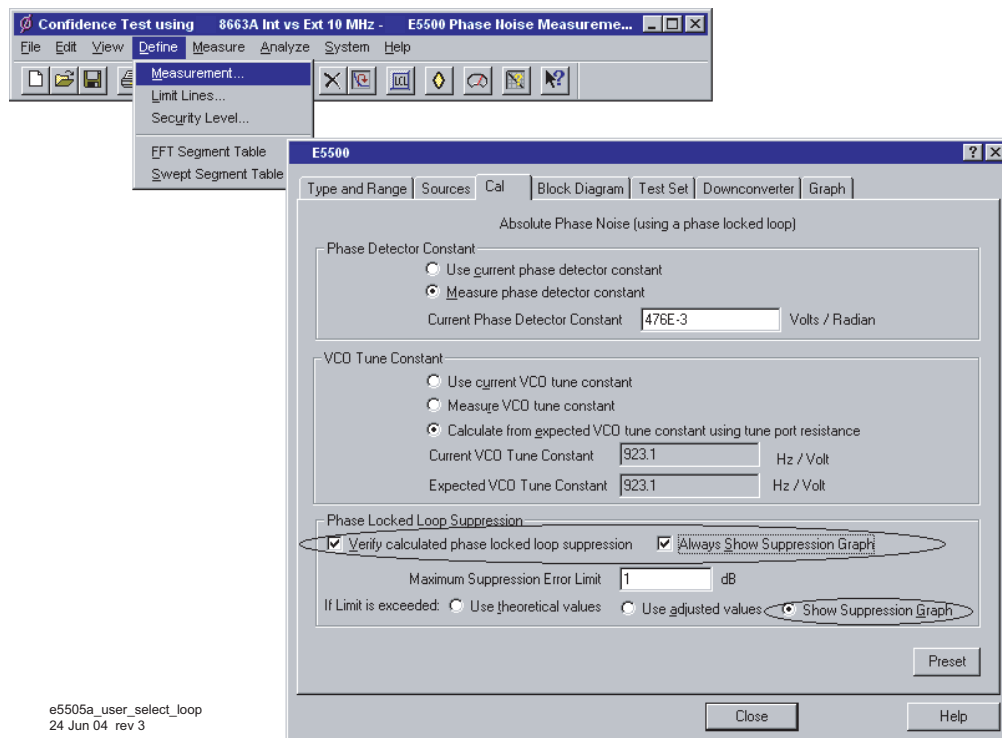 Confidence Test using 8663A Int vs Ext 10 MHz - E5500 Phase Noise Measureme...
File Edit View Define Measure Analyze System Help
Measurement...
Limit Lines...
Security Level...
FFT Segment Table
Swept Segment Table
E5500
Type and Range Sources Cal Block Diagram Test Set Downconverter Graph
Absolute Phase Noise (using a phase locked loop)
Phase Detector Constant
Use current phase detector constant
Measure phase detector constant
Current Phase Detector Constant 476E-3 Volts / Radian
VCO Tune Constant
Use current VCO tune constant
Measure VCO tune constant
Calculate from expected VCO tune constant using tune port resistance
Current VCO Tune Constant 923.1 Hz / Volt
Expected VCO Tune Constant 923.1 Hz / Volt
Phase Locked Loop Suppression
Verify calculated phase locked loop suppression Always Show Suppression Graph
Maximum Suppression Error Limit 1 dB
If Limit is exceeded: Use theoretical values Use adjusted values Show Suppression Graph
Preset
Close Help
e5505a_user_select_loop
24 Jun 04 rev 3